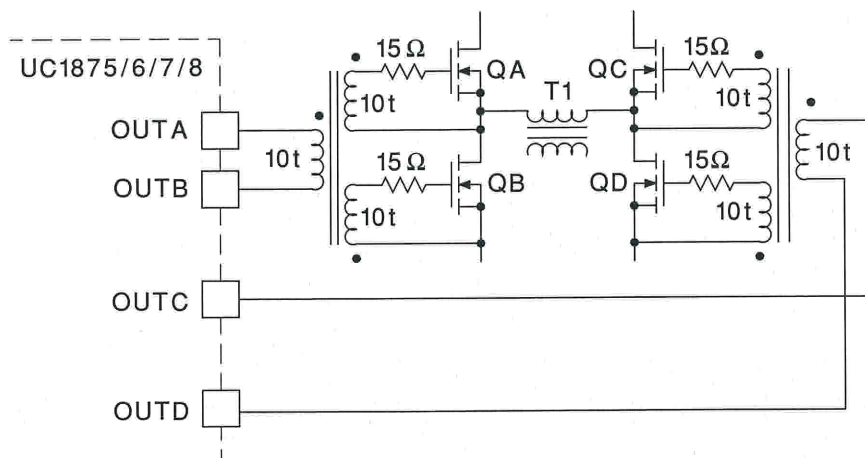 UC1875/6/7/8
OUTA
OUTB
OUTC
OUTD
10t
10t
10t
15Ω
15Ω
QA
QB
T1
QC
QD
15Ω
15Ω
10t
10t
10t